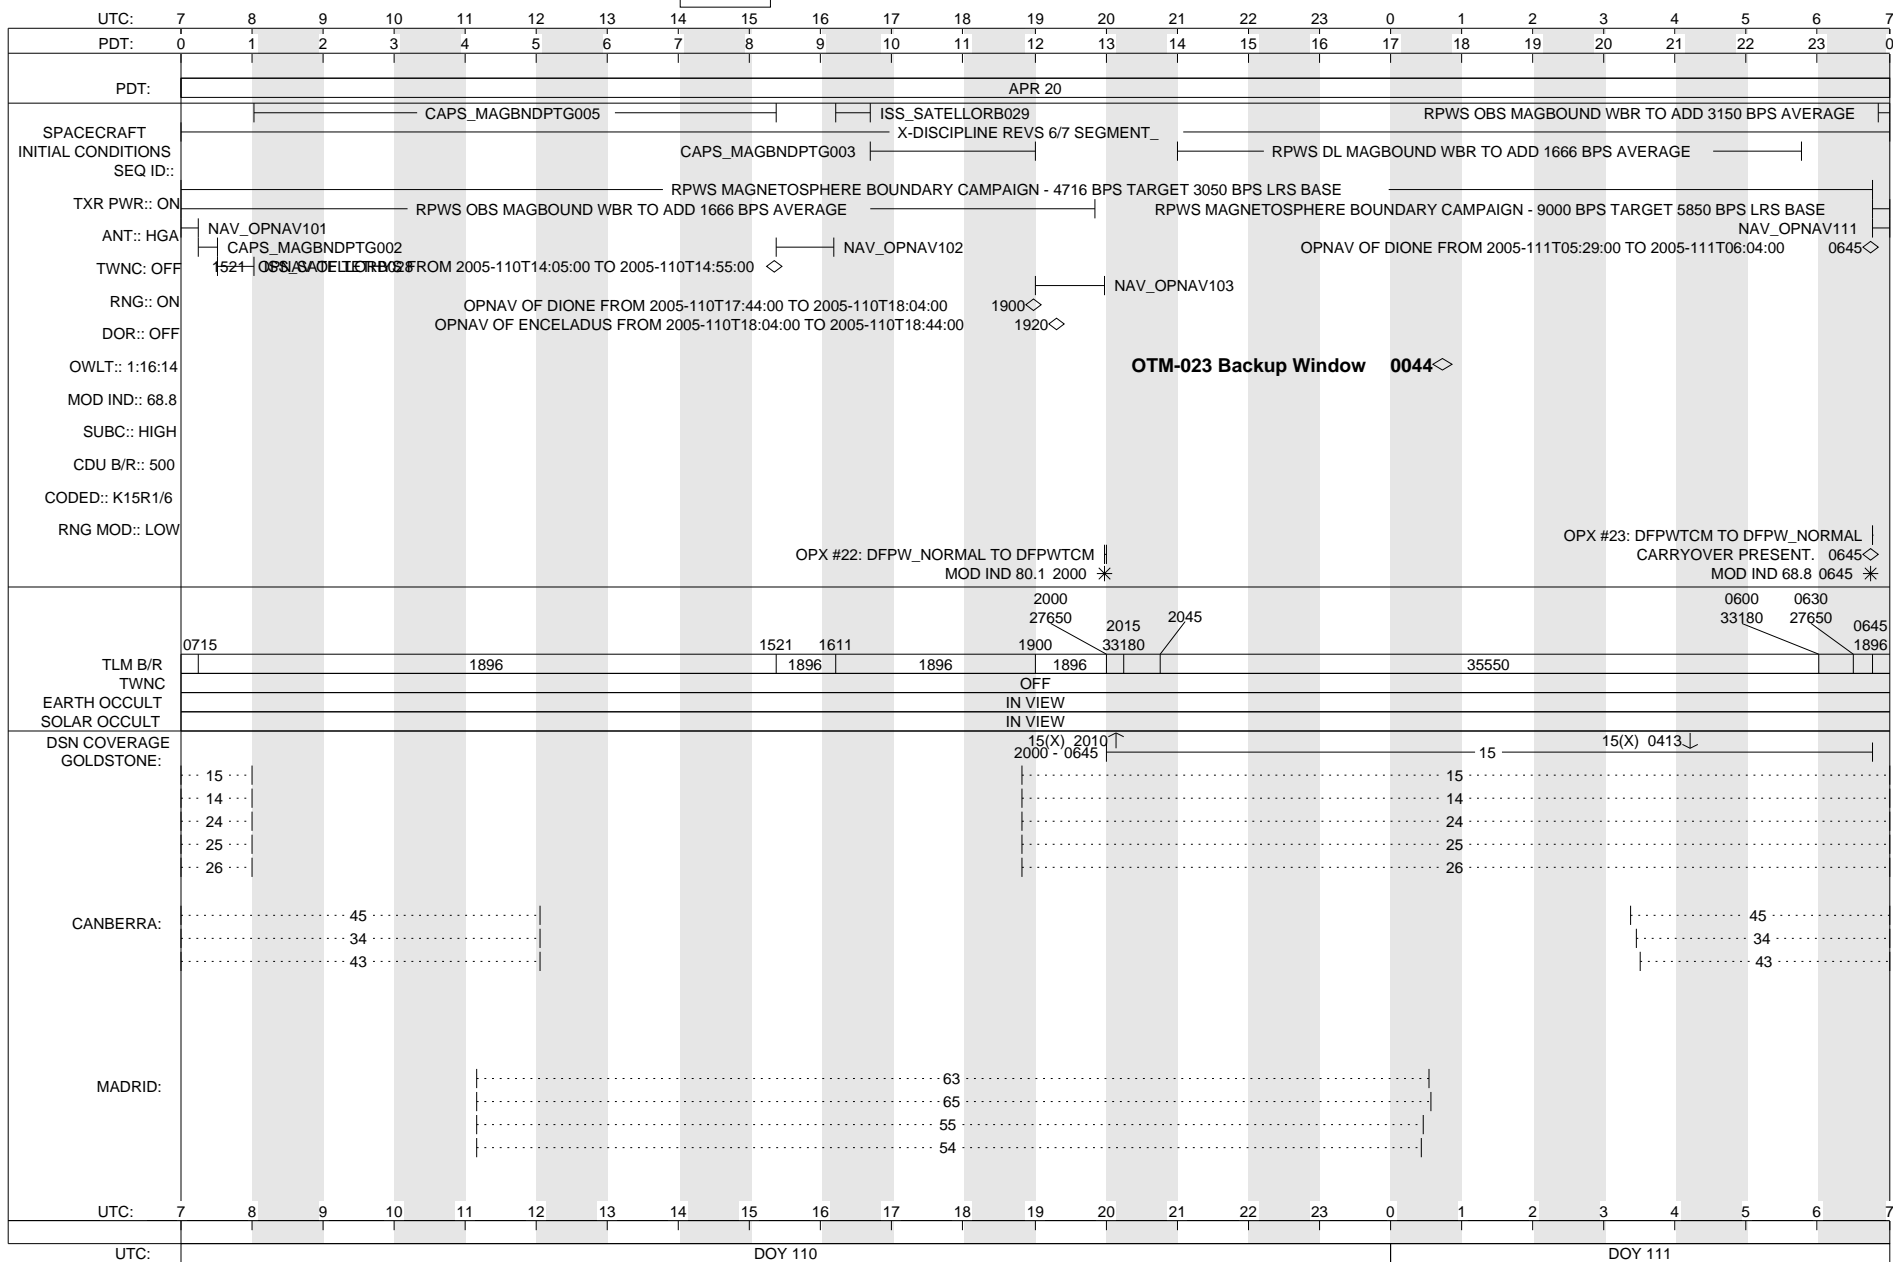 UTC: 7 8 9 10 11 12 13 14 15 16 17 18 19 20 21 22 23 0 1 2 3 4 5 6 7
PDT: 0 1 2 3 4 5 6 7 8 9 10 11 12 13 14 15 16 17 18 19 20 21 22 23 0
PDT: APR 20
CAPS_MAGBNDPTG005 ISS_SATELLORB029 RPWS OBS MAGBOUND WBR TO ADD 3150 BPS AVERAGE
SPACECRAFT X-DISCIPLINE REVS 6/7 SEGMENT_
INITIAL CONDITIONS CAPS_MAGBNDPTG003 RPWS DL MAGBOUND WBR TO ADD 1666 BPS AVERAGE
SEQ ID::
RPWS MAGNETOSPHERE BOUNDARY CAMPAIGN - 4716 BPS TARGET 3050 BPS LRS BASE
TXR PWR:: ON RPWS OBS MAGBOUND WBR TO ADD 1666 BPS AVERAGE RPWS MAGNETOSPHERE BOUNDARY CAMPAIGN - 9000 BPS TARGET 5850 BPS LRS BASE
NAV_OPNAV101 NAV_OPNAV111
ANT:: HGA CAPS_MAGBNDPTG002 NAV_OPNAV102 OPNAV OF DIONE FROM 2005-111T05:29:00 TO 2005-111T06:04:00 0645
TWNC: OFF 1521 FROM 2005-110T14:05:00 TO 2005-110T14:55:00
NAV_OPNAV103
RNG:: ON OPNAV OF DIONE FROM 2005-110T17:44:00 TO 2005-110T18:04:00 1900
OPNAV OF ENCELADUS FROM 2005-110T18:04:00 TO 2005-110T18:44:00 1920
DOR:: OFF
OWLT:: 1:16:14 OTM-023 Backup Window 0044
MOD IND:: 68.8
SUBC:: HIGH
CDU B/R:: 500
CODED:: K15R1/6
RNG MOD:: LOW
OPX #23: DFPWTCM TO DFPW_NORMAL
OPX #22: DFPW_NORMAL TO DFPWTCM CARRYOVER PRESENT. 0645
MOD IND 80.1 2000 MOD IND 68.8 0645
2000 0600 0630
27650 2015 2045 33180 27650 0645
0715 1521 1611 1900 33180 1896
TLM B/R 1896 1896 1896 1896 35550
TWNC OFF
EARTH OCCULT IN VIEW
SOLAR OCCULT IN VIEW
DSN COVERAGE 15(X) 2010 15(X) 0413
GOLDSTONE: 2000 - 0645 15
15 15
14 14
24 24
25 25
26 26
CANBERRA: 45 45
34 34
43 43
MADRID: 63
65
55
54
UTC: 7 8 9 10 11 12 13 14 15 16 17 18 19 20 21 22 23 0 1 2 3 4 5 6 7
UTC: DOY 110 DOY 111